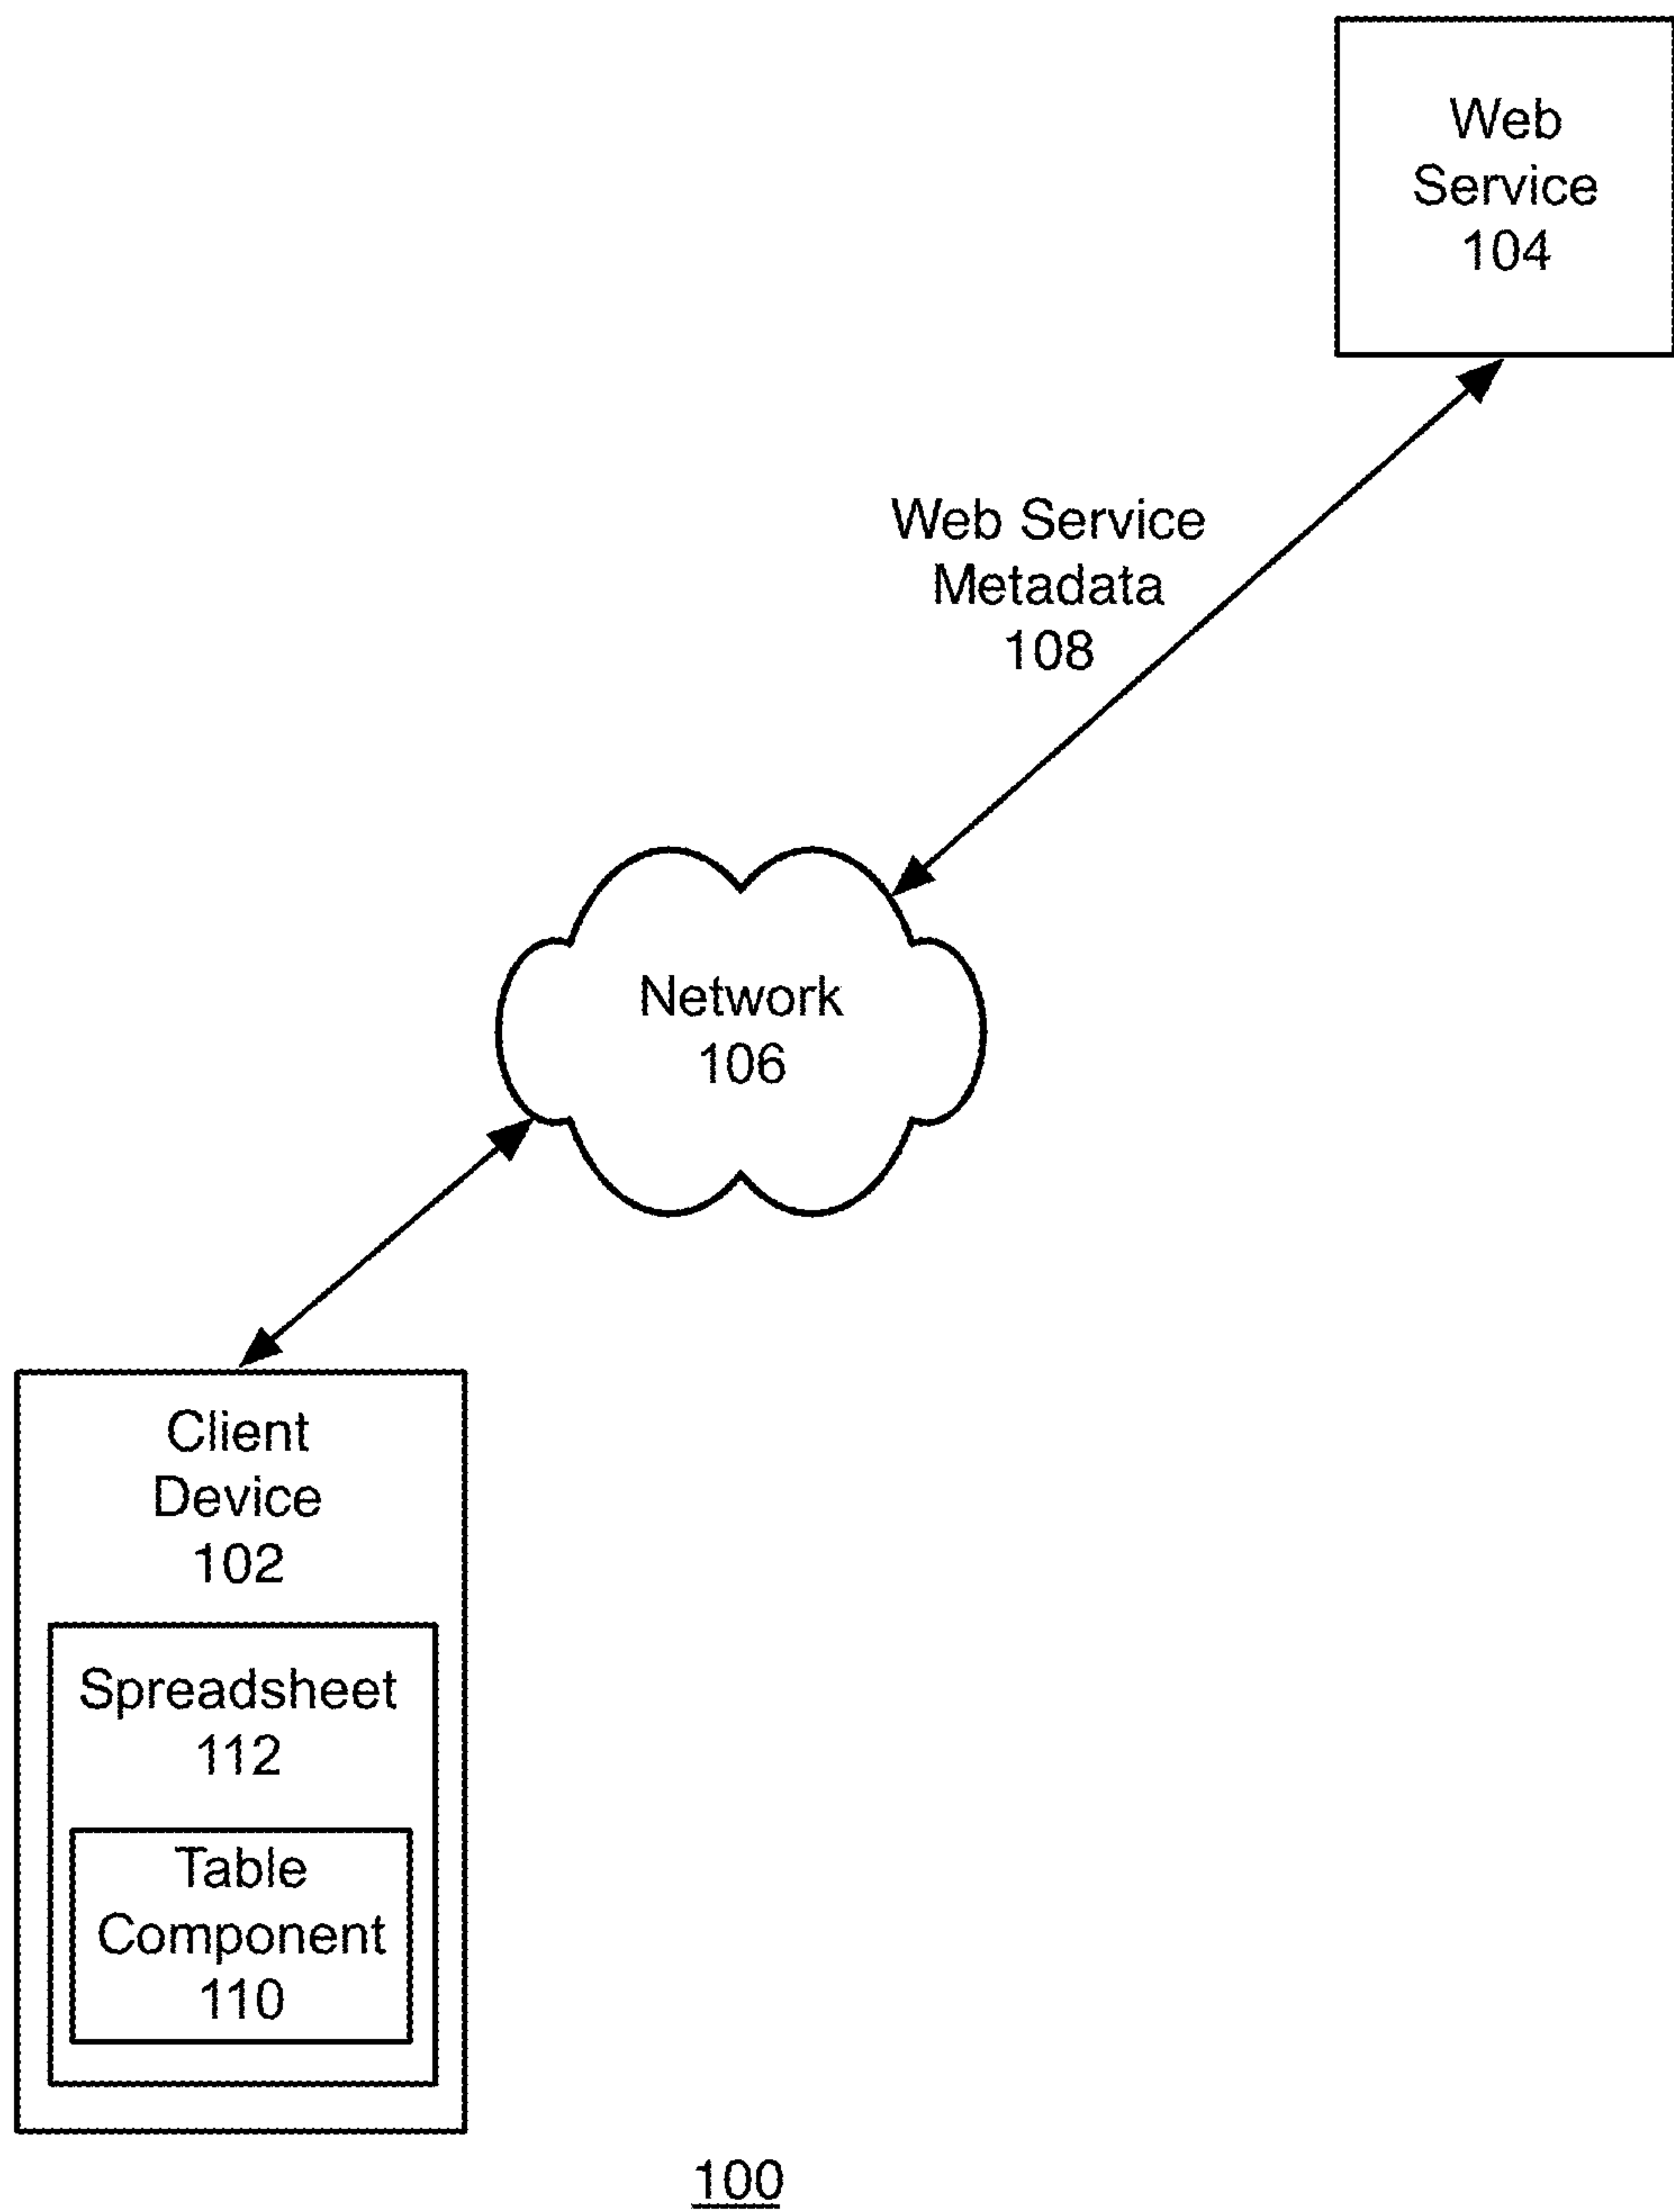 Web
Service
104
Web Service
Metadata
108
Network
106
Client
Device
102
Spreadsheet
112
Table
Component
110
100